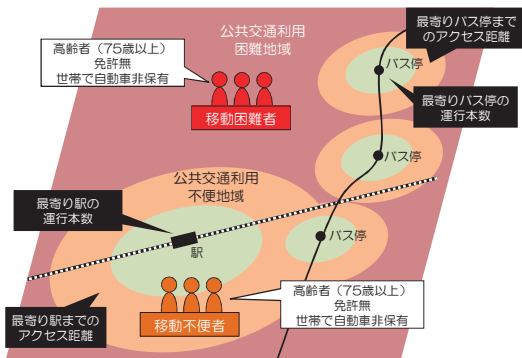 公共交通利用
困難地域
最寄りバス停まで
のアクセス距離
高齢者（75歳以上）
免許無
世帯で自動車非保有
移動困難者
バス停
最寄りバス停の
運行本数
バス停
公共交通利用
不便地域
最寄り駅の
運行本数
駅
バス停
高齢者（75歳以上）
免許無
世帯で自動車非保有
最寄り駅までの
アクセス距離
移動不便者